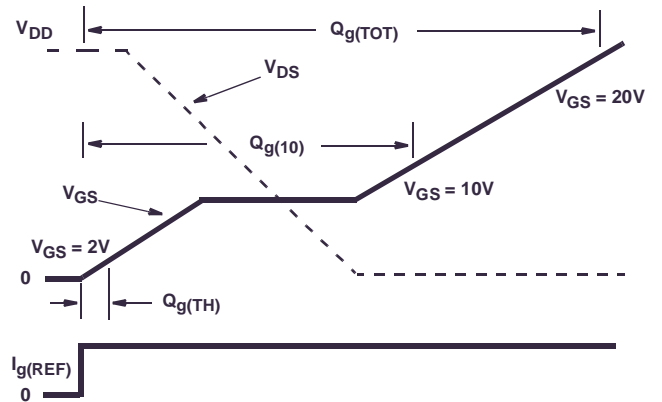 V_DD
Q_g(TOT)
V_DS
V_GS = 20V
Q_g(10)
V_GS = 10V
V_GS
V_GS = 2V
0
Q_g(TH)
I_g(REF)
0